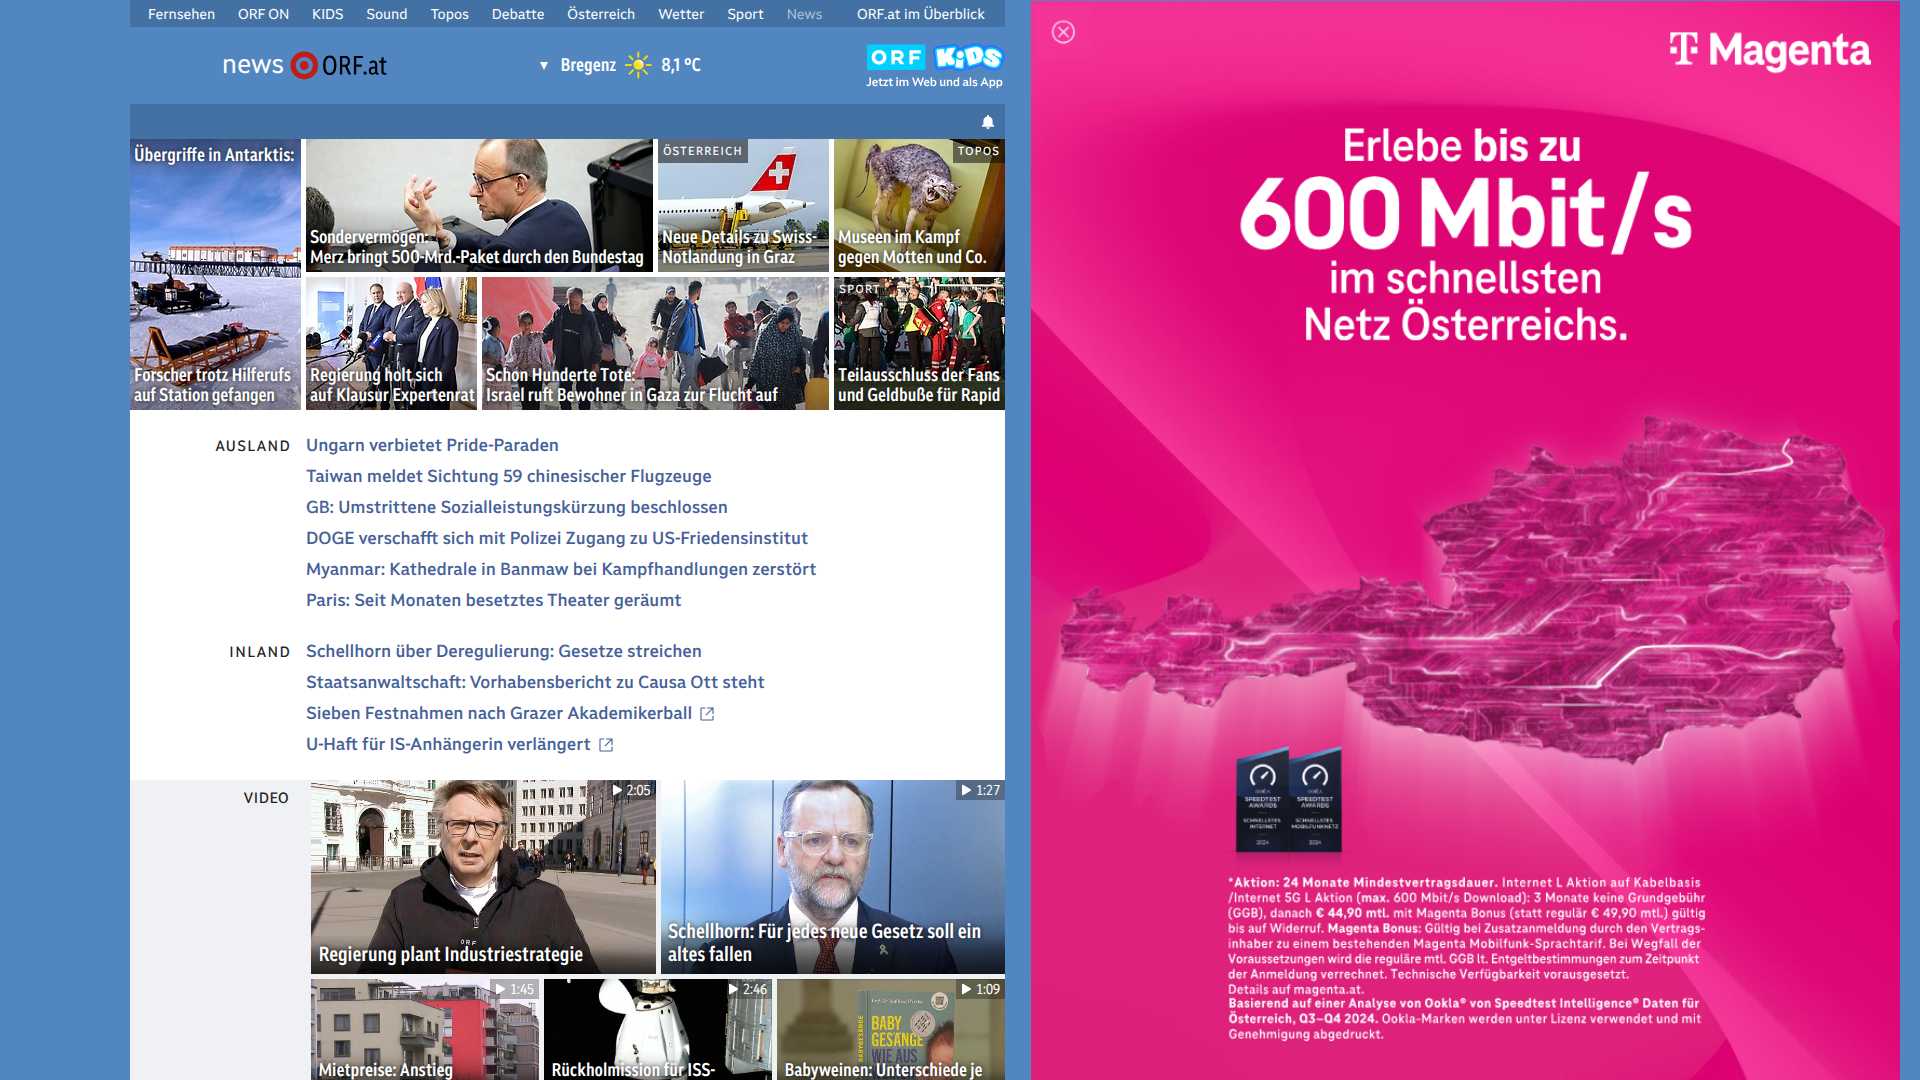 Fernsehen ORF ON KIDS Sound Topos Debatte Österreich Wetter Sport News ORF.at im Überblick
news ORF.at
Bregenz 8,1 °C
ORF KiDS
Jetzt im Web und als App
Übergriffe in Antarktis:
Forscher trotz Hilferufs
auf Station gefangen
Sondervermögen:
Merz bringt 500-Mrd.-Paket durch den Bundestag
ÖSTERREICH
Neue Details zu Swiss-
Notlandung in Graz
TOPOS
Museen im Kampf
gegen Motten und Co.
Regierung holt sich
auf Klausur Expertenrat
Schon Hunderte Tote:
Israel ruft Bewohner in Gaza zur Flucht auf
SPORT
Teilausschluss der Fans
und Geldbuße für Rapid
AUSLAND
Ungarn verbietet Pride-Paraden
Taiwan meldet Sichtung 59 chinesischer Flugzeuge
GB: Umstrittene Sozialleistungskürzung beschlossen
DOGE verschafft sich mit Polizei Zugang zu US-Friedensinstitut
Myanmar: Kathedrale in Banmaw bei Kampfhandlungen zerstört
Paris: Seit Monaten besetztes Theater geräumt
INLAND
Schellhorn über Deregulierung: Gesetze streichen
Staatsanwaltschaft: Vorhabensbericht zu Causa Ott steht
Sieben Festnahmen nach Grazer Akademikerball
U-Haft für IS-Anhängerin verlängert
VIDEO
2:05
ORF
Regierung plant Industriestrategie
1:27
Schellhorn: Für jedes neue Gesetz soll ein
altes fallen
1:45
Mietpreise: Anstieg
2:46
Rückholmission für ISS-
1:09
BABY
GESÄNGE
WIE AUS
BABYGESÄNGE
Babyweinen: Unterschiede je
T Magenta
Erlebe bis zu
600 Mbit/s
im schnellsten
Netz Österreichs.
OOKLA
SPEEDTEST
AWARDS
SCHNELLSTES
INTERNET
2024
OOKLA
SPEEDTEST
AWARDS
SCHNELLSTES
MOBILFUNKNETZ
2024
*Aktion: 24 Monate Mindestvertragsdauer. Internet L Aktion auf Kabelbasis
/Internet 5G L Aktion (max. 600 Mbit/s Download): 3 Monate keine Grundgebühr
(GGB), danach € 44,90 mtl. mit Magenta Bonus (statt regulär € 49,90 mtl.) gültig
bis auf Widerruf. Magenta Bonus: Gültig bei Zusatzanmeldung durch den Vertrags-
inhaber zu einem bestehenden Magenta Mobilfunk-Sprachtarif. Bei Wegfall der
Voraussetzungen wird die reguläre mtl. GGB lt. Entgeltbestimmungen zum Zeitpunkt
der Anmeldung verrechnet. Technische Verfügbarkeit vorausgesetzt.
Details auf magenta.at.
Basierend auf einer Analyse von Ookla® von Speedtest Intelligence® Daten für
Österreich, Q3–Q4 2024. Ookla-Marken werden unter Lizenz verwendet und mit
Genehmigung abgedruckt.